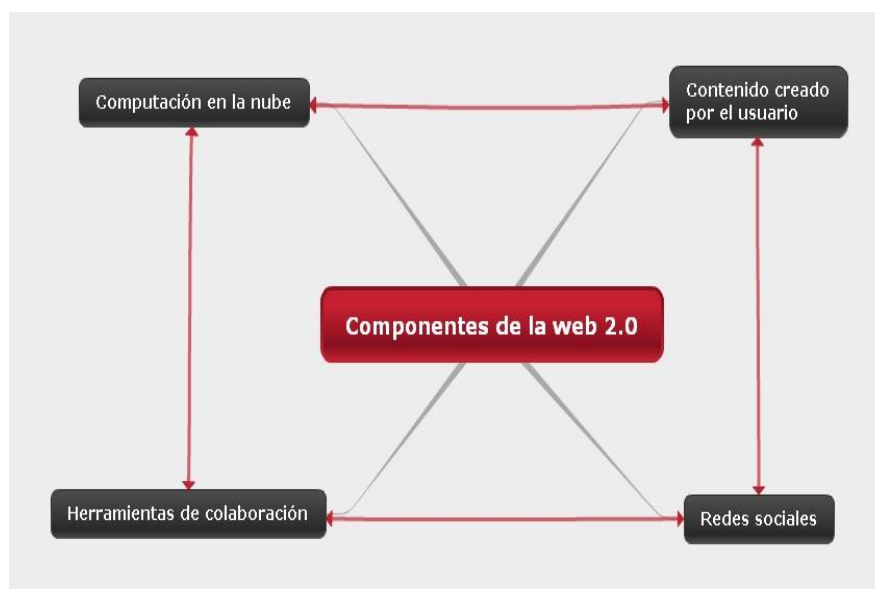 Computación en la nube
Contenido creado
por el usuario
Componentes de la web 2.0
Herramientas de colaboración
Redes sociales